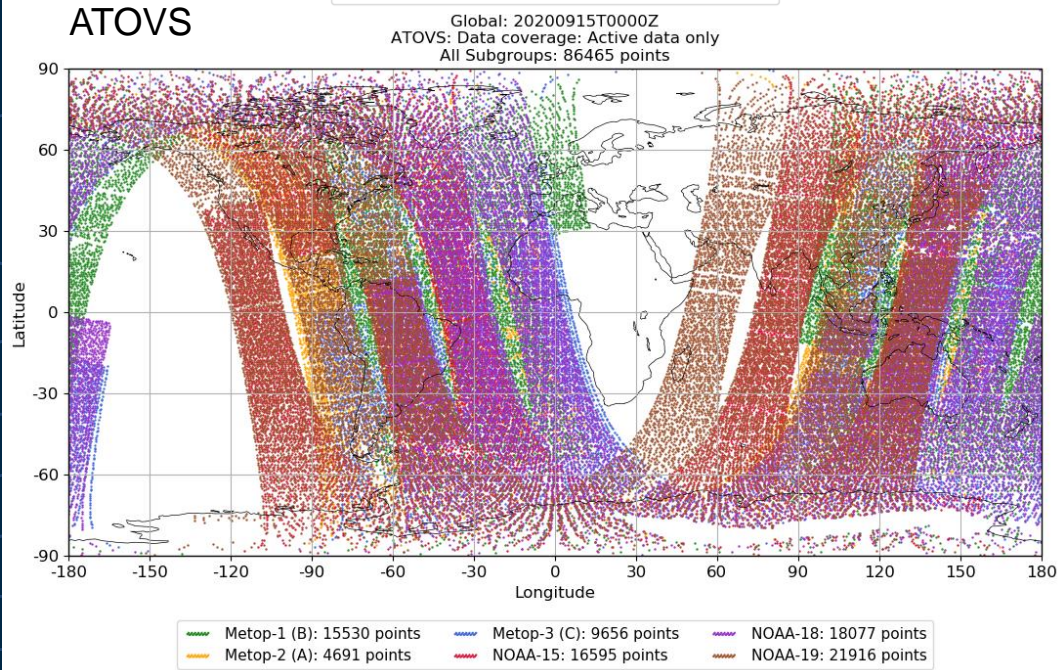 ATOVS
Global: 20200915T0000Z
ATOVS: Data coverage: Active data only
All Subgroups: 86465 points
90
60
30
0
-30
-60
-90
Latitude
-180 -150 -120 -90 -60 -30 0 30 60 90 120 150 180
Longitude
Metop-1 (B): 15530 points Metop-3 (C): 9656 points NOAA-18: 18077 points
Metop-2 (A): 4691 points NOAA-15: 16595 points NOAA-19: 21916 points